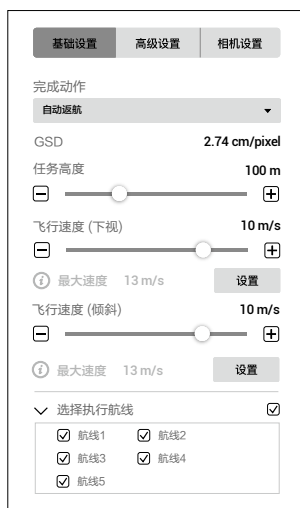 基础设置 高级设置 相机设置
完成动作
自动返航
GSD 2.74 cm/pixel
任务高度 100 m
飞行速度 (下视) 10 m/s
最大速度 13 m/s 设置
飞行速度 (倾斜) 10 m/s
最大速度 13 m/s 设置
选择执行航线
航线1 航线2
航线3 航线4
航线5